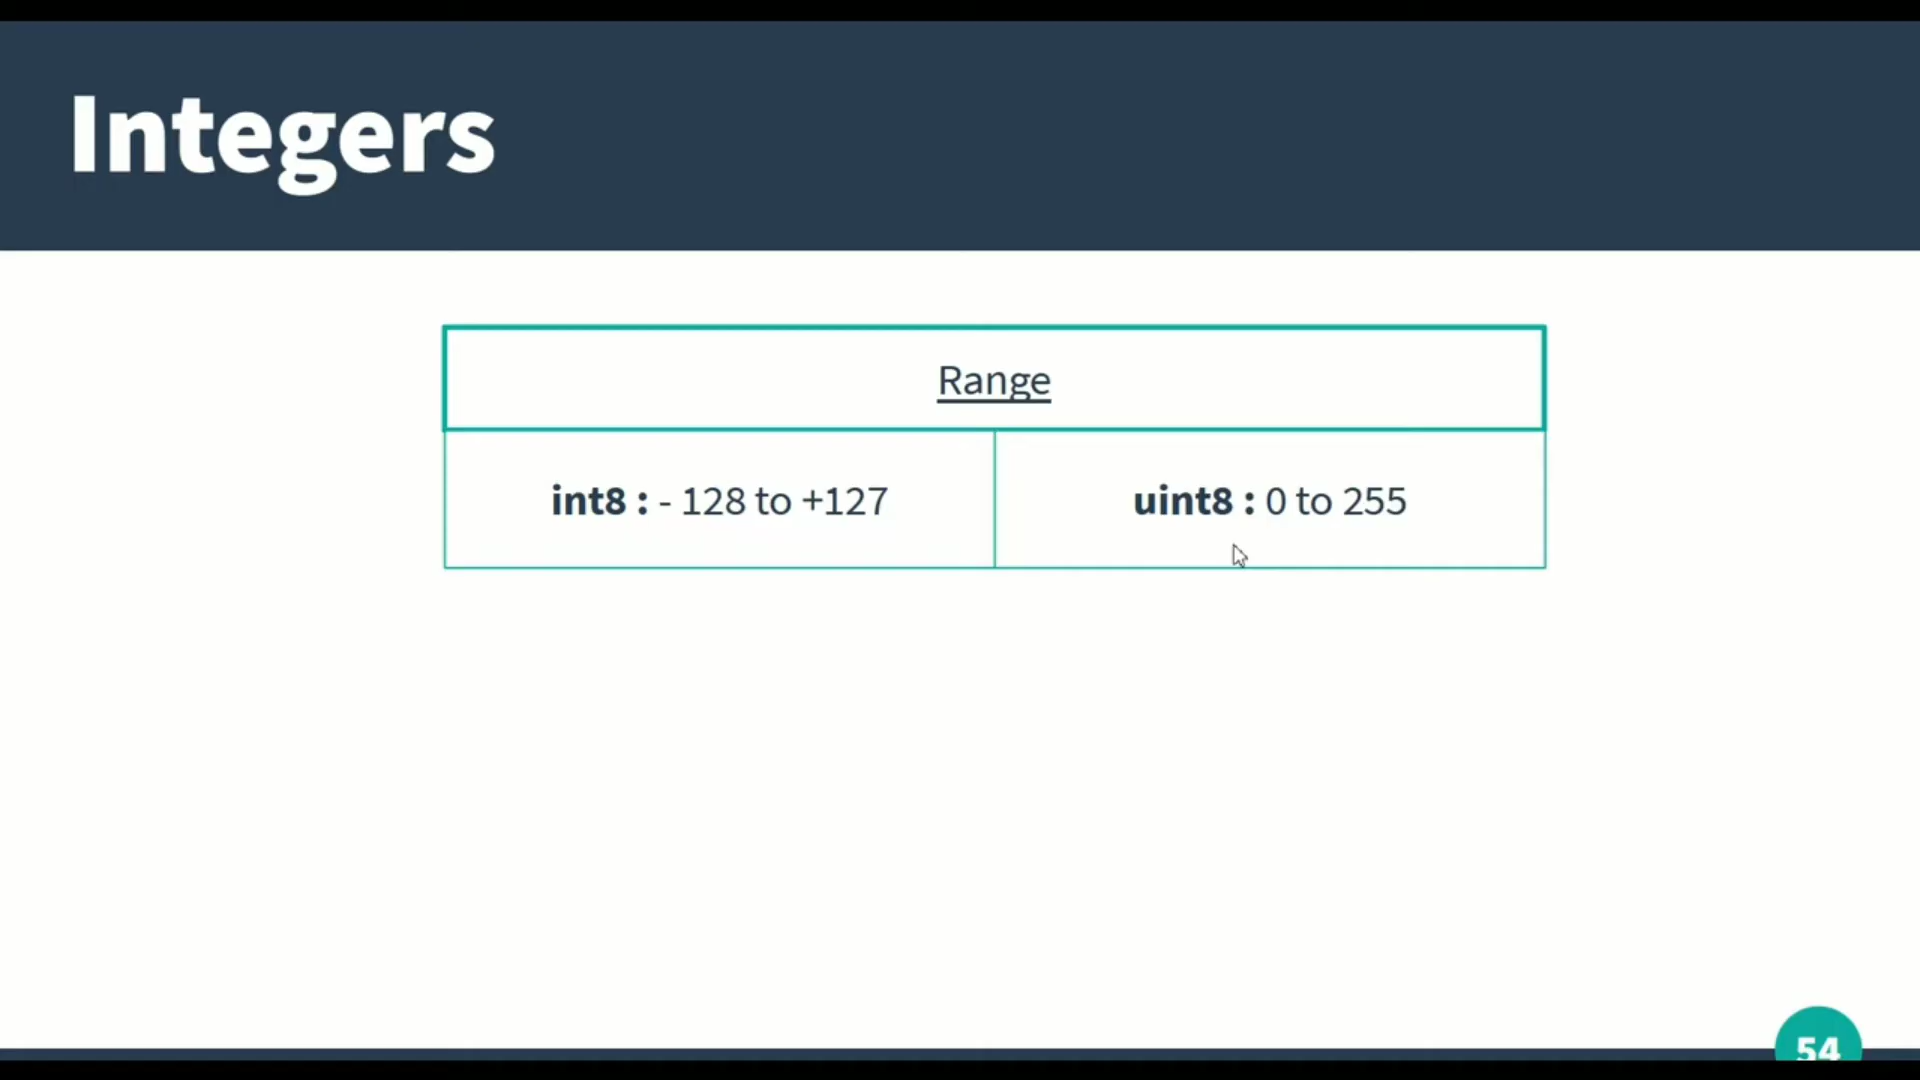 Integers
Range
int8 : - 128 to +127
uint8 : 0 to 255
54